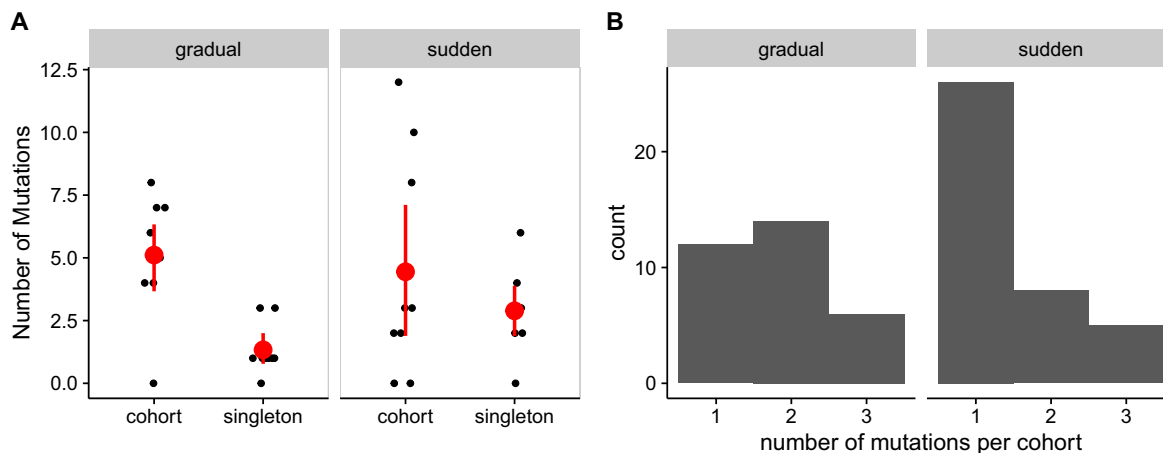 A
gradual
sudden
Number of Mutations
12.5
10.0
7.5
5.0
2.5
0.0
cohort
singleton
cohort
singleton
B
gradual
sudden
count
20
10
0
1
2
3
1
2
3
number of mutations per cohort